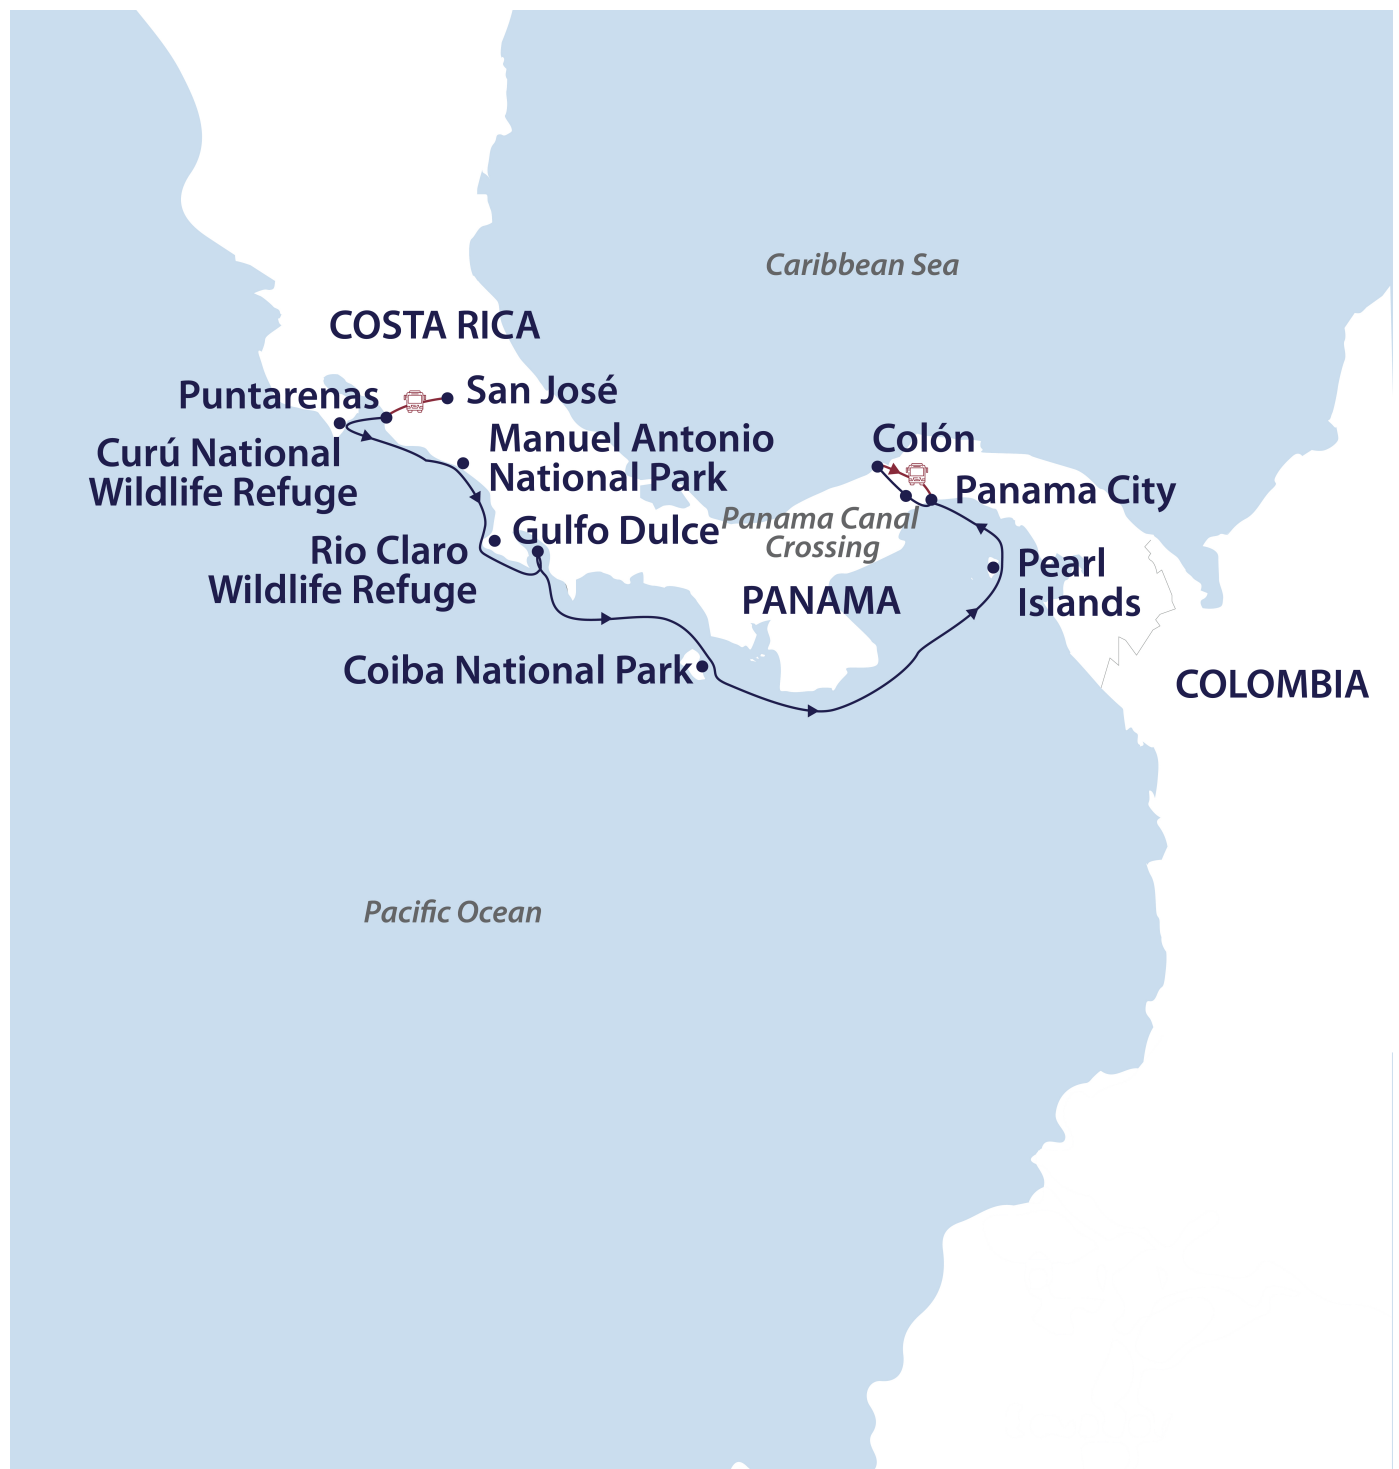 Caribbean Sea
COSTA RICA
Puntarenas
San José
Curú National
Wildlife Refuge
Manuel Antonio
National Park
Colón
Panama City
Rio Claro
Wildlife Refuge
Gulfo Dulce
Panama Canal
Crossing
PANAMA
Pearl
Islands
Coiba National Park
COLOMBIA
Pacific Ocean